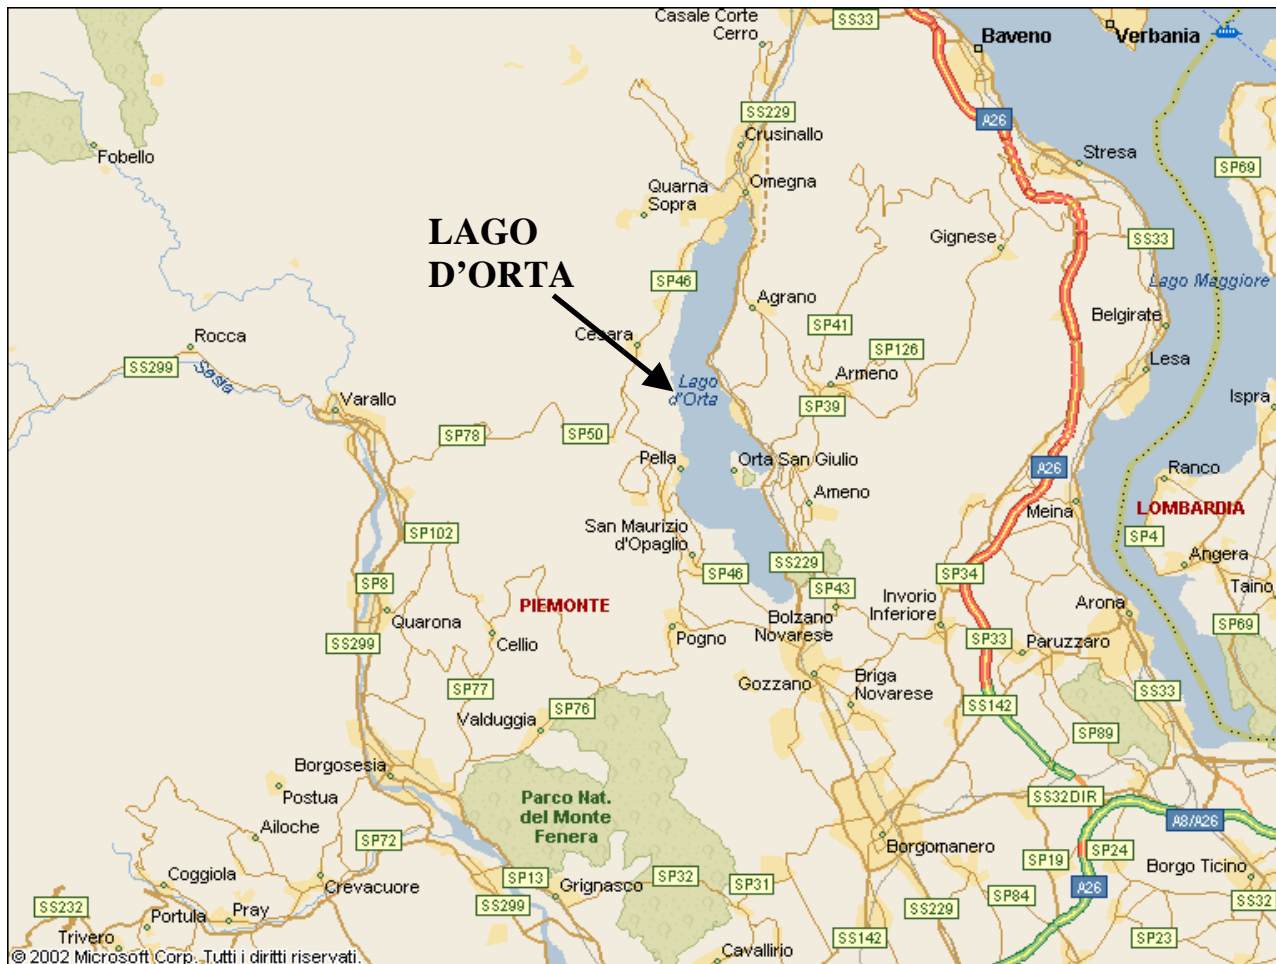 Casale Corte
Cerro
SS33
Baveno
Verbania
SS229
A26
Crusinallo
Stresa
Fobello
SP69
Quarna
Sopra
Omegna
LAGO
D'ORTA
Gignese
SS33
SP46
Lago Maggiore
Agrano
SP41
Belgirate
Rocca
Cesara
SP126
SS299
Sesia
Lesa
Lago
d'Orta
Armeno
Varallo
SP39
Ispra
SP78
SP50
Pella
Orta San Giulio
A26
Ranco
Ameno
Meina
LOMBARDIA
San Maurizio
d'Opaglio
SP102
SP4
Angera
SS229
SP46
SP34
SP8
SP43
Taino
PIEMONTE
Invorio
Inferiore
Arona
Bolzano
Novarese
Quarona
Pogno
SP69
SS299
Cellio
SP33
Paruzzaro
Gozzano
Briga
Novarese
SP77
SS33
SP76
SS142
Valduggia
SP89
Borgosesia
Postua
Parco Nat.
del Monte
Fenera
SS32DIR
A8/A26
Ailoche
SP72
Borgomanero
SP19
SP24
Borgo Ticino
Coggiola
Crevacuore
SP13
Grignasco
SP32
SP31
A26
SP84
SS232
Portula
Pray
SS299
SS229
SS32
Trivero
SS142
SP23
Cavallirio
© 2002 Microsoft Corp. Tutti i diritti riservati.